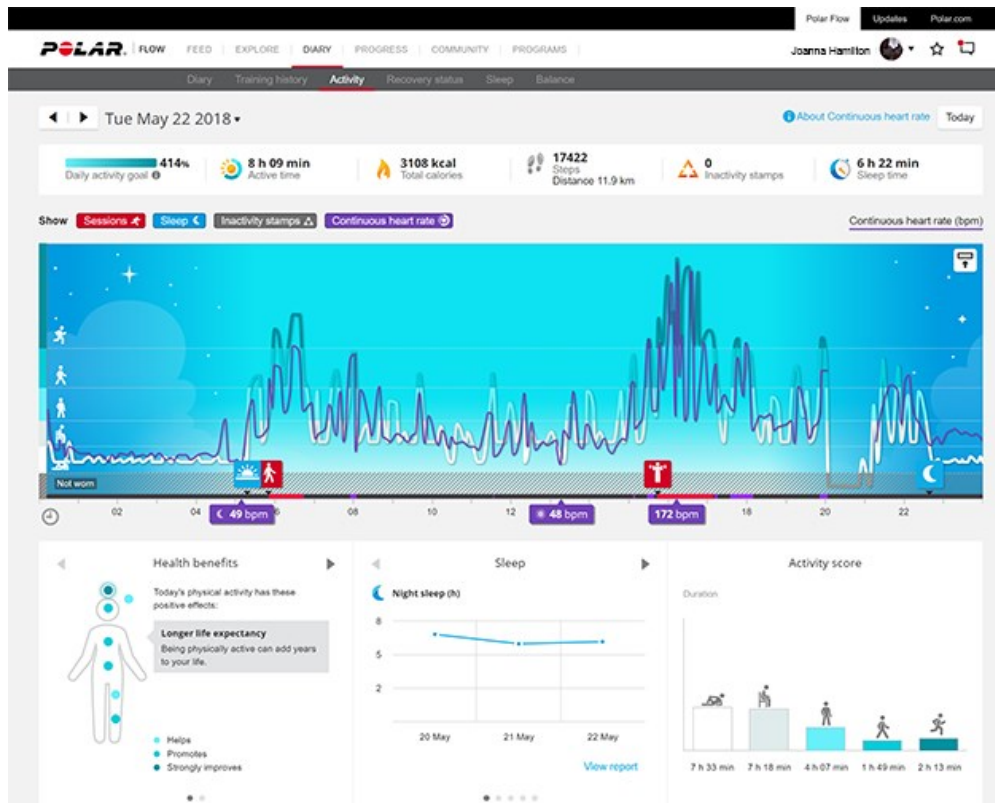 Polar Flow Updates Polar.com
POLAR. FLOW FEED EXPLORE DIARY PROGRESS COMMUNITY PROGRAMS Joanna Hamilton
Diary Training history Activity Recovery status Sleep Balance
Tue May 22 2018 About Continuous heart rate Today
414%
Daily activity goal
8 h 09 min
Active time
3108 kcal
Total calories
17422
Steps
Distance 11.9 km
0
Inactivity stamps
6 h 22 min
Sleep time
Show Sessions Sleep Inactivity stamps Continuous heart rate Continuous heart rate (bpm)
Not worn
02 04 6 08 10 12 18 20 22
49 bpm 48 bpm 172 bpm
Health benefits
Today's physical activity has these
positive effects:
Longer life expectancy
Being physically active can add years
to your life.
Helps
Promotes
Strongly improves
Sleep
Night sleep (h)
8
5
2
20 May 21 May 22 May
View report
Activity score
Duration
7 h 33 min 7 h 18 min 4 h 07 min 1 h 49 min 2 h 13 min